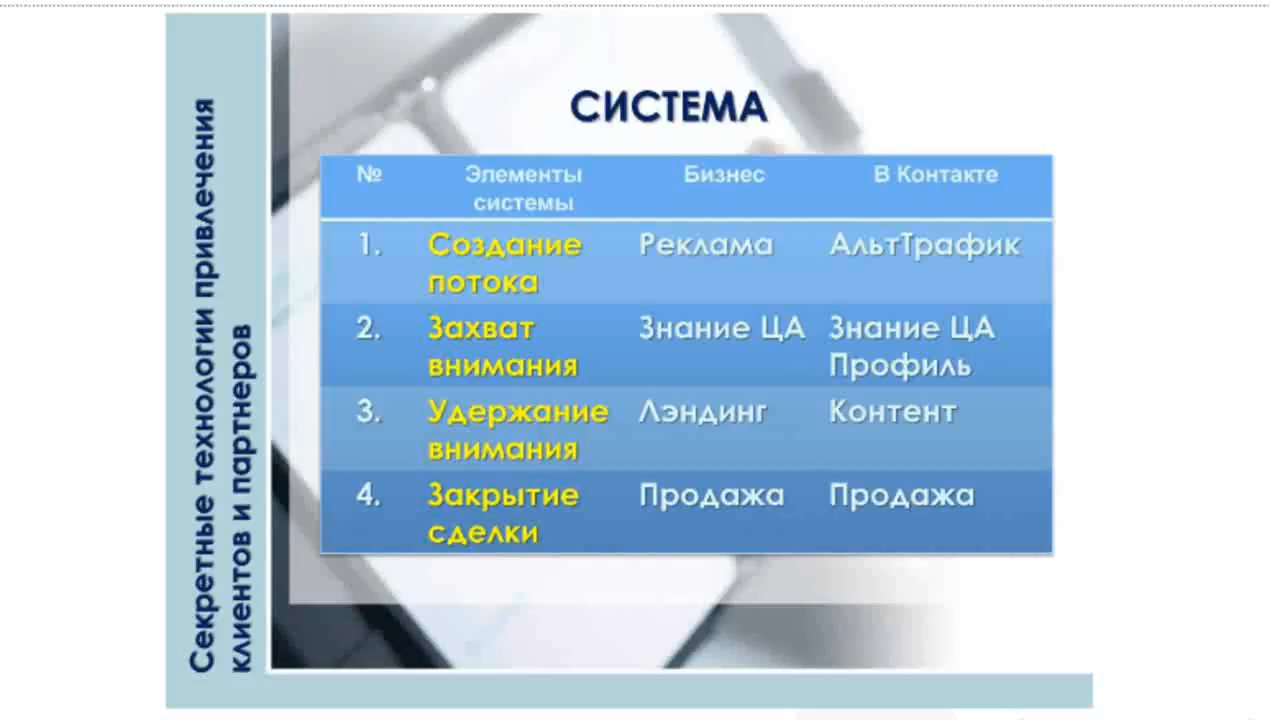 Секретные технологии привлечения
клиентов и партнеров
СИСТЕМА
№ Элементы системы Бизнес В Контакте
1. Создание потока Реклама АльтТрафик
2. Захват внимания Знание ЦА Знание ЦА Профиль
3. Удержание внимания Лэндинг Контент
4. Закрытие сделки Продажа Продажа